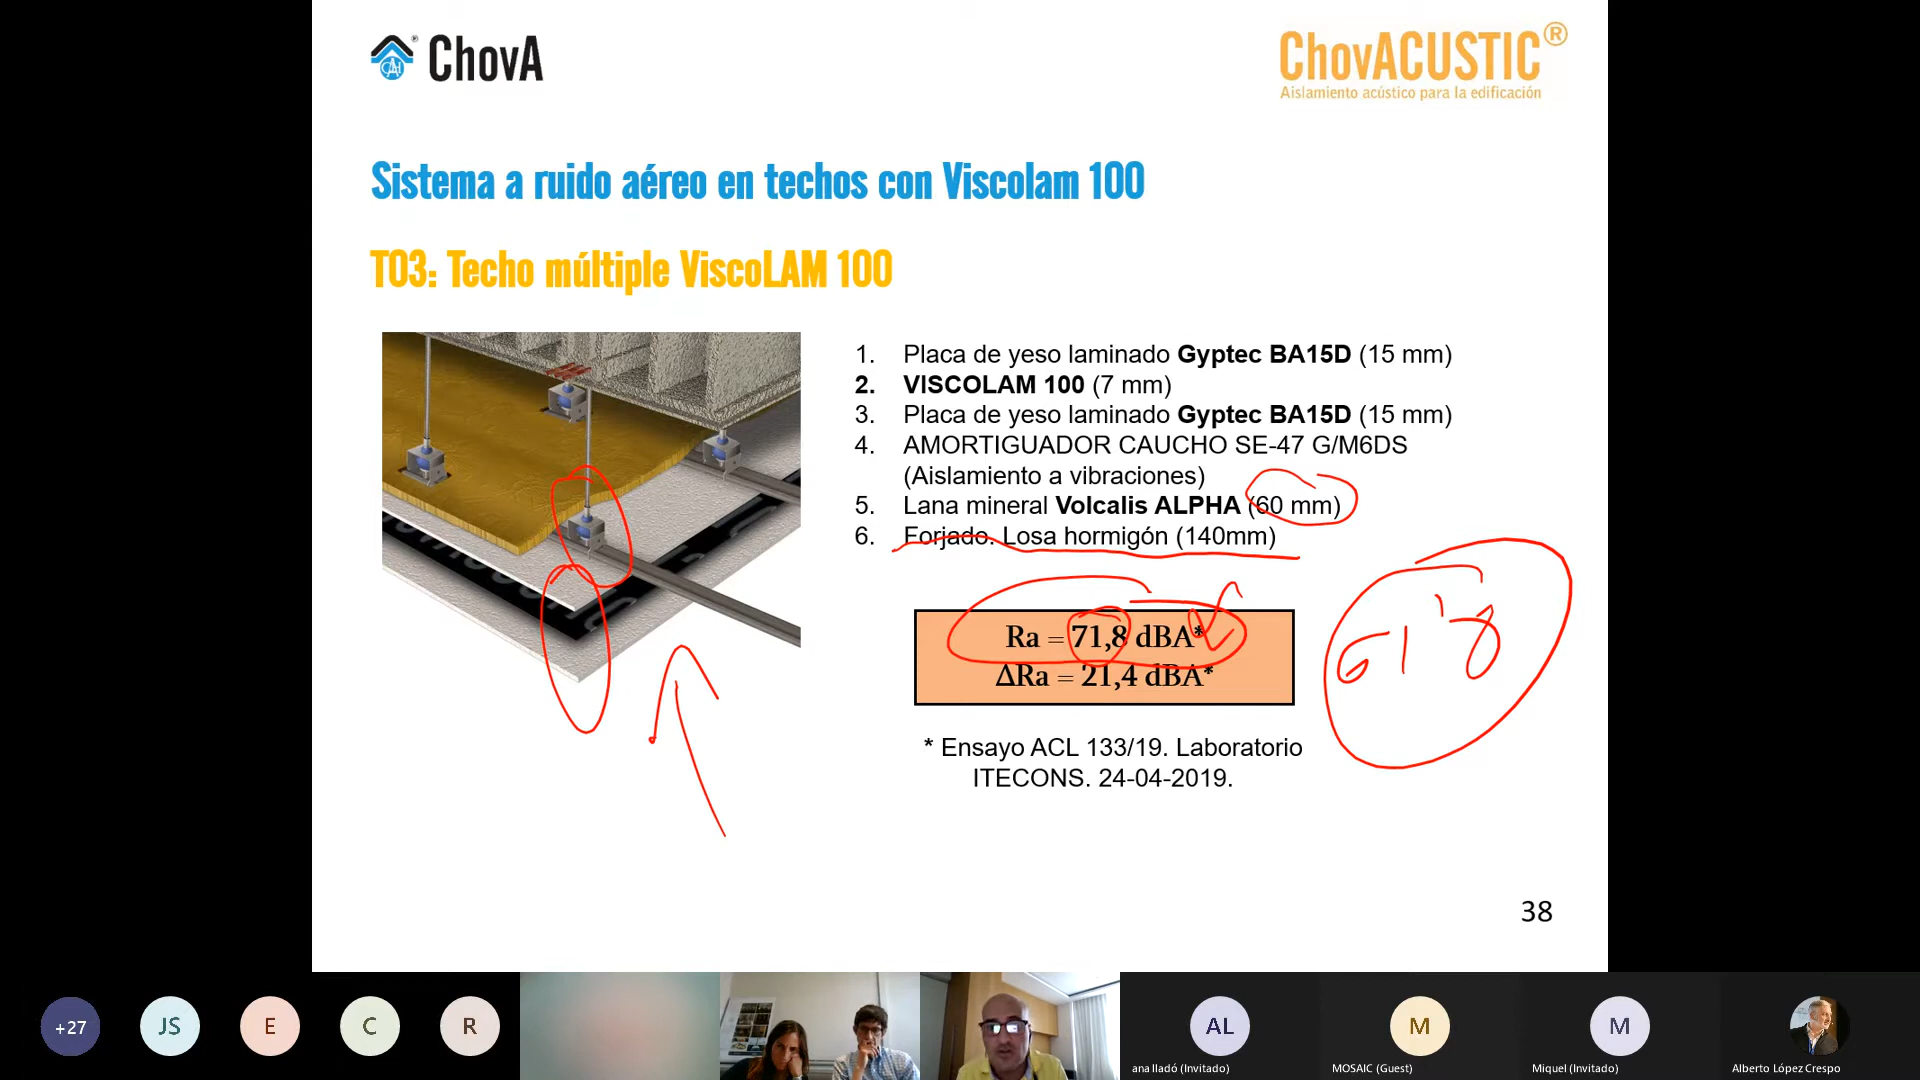 ChovA
ChovACUSTIC®
Aislamiento acústico para la edificación
Sistema a ruido aéreo en techos con Viscolam 100
T03: Techo múltiple ViscoLAM 100
1. Placa de yeso laminado Gyptec BA15D (15 mm)
2. VISCOLAM 100 (7 mm)
3. Placa de yeso laminado Gyptec BA15D (15 mm)
4. AMORTIGUADOR CAUCHO SE-47 G/M6DS
(Aislamiento a vibraciones)
5. Lana mineral Volcalis ALPHA (60 mm)
6. Forjado. Losa hormigón (140mm)
Ra = 71,8 dBA*
ΔRa = 21,4 dBA*
61'8
* Ensayo ACL 133/19. Laboratorio
ITECONS. 24-04-2019.
38
+27
JS
E
C
R
AL
M
M
ana lladó (Invitado)
MOSAIC (Guest)
Miquel (Invitado)
Alberto López Crespo